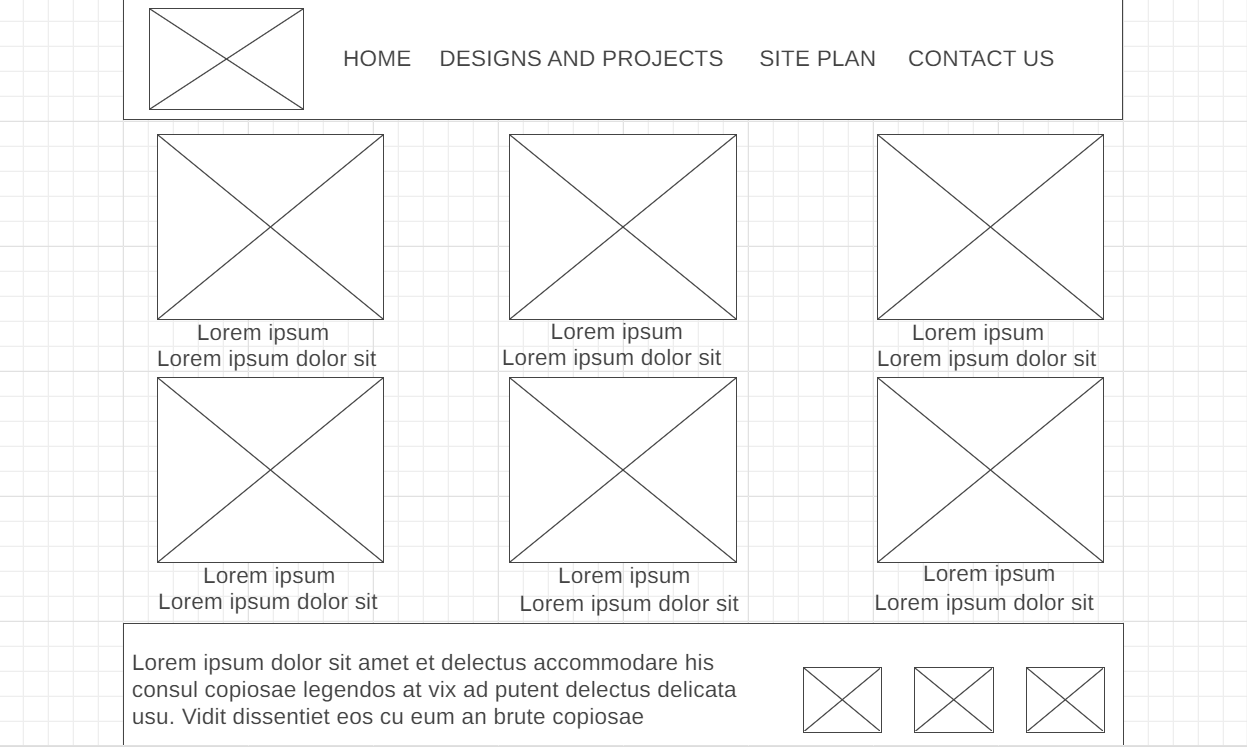 HOME DESIGNS AND PROJECTS SITE PLAN CONTACT US
Lorem ipsum
Lorem ipsum dolor sit
Lorem ipsum
Lorem ipsum dolor sit
Lorem ipsum
Lorem ipsum dolor sit
Lorem ipsum
Lorem ipsum dolor sit
Lorem ipsum
Lorem ipsum dolor sit
Lorem ipsum
Lorem ipsum dolor sit
Lorem ipsum dolor sit amet et delectus accommodare his
consul copiosae legendos at vix ad putent delectus delicata
usu. Vidit dissentiet eos cu eum an brute copiosae